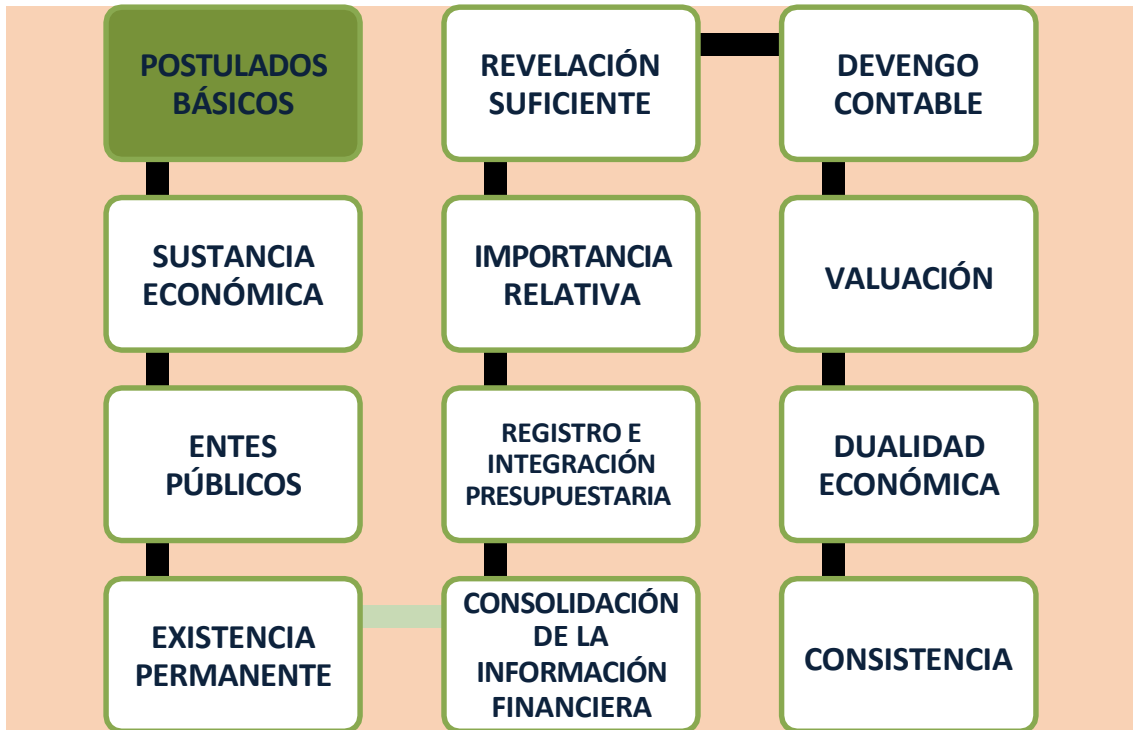 POSTULADOS
BÁSICOS
SUSTANCIA
ECONÓMICA
ENTES
PÚBLICOS
EXISTENCIA
PERMANENTE
CONSOLIDACIÓN
DE LA
INFORMACIÓN
FINANCIERA
REGISTRO E
INTEGRACIÓN
PRESUPUESTARIA
IMPORTANCIA
RELATIVA
REVELACIÓN
SUFICIENTE
DEVENGO
CONTABLE
VALUACIÓN
DUALIDAD
ECONÓMICA
CONSISTENCIA